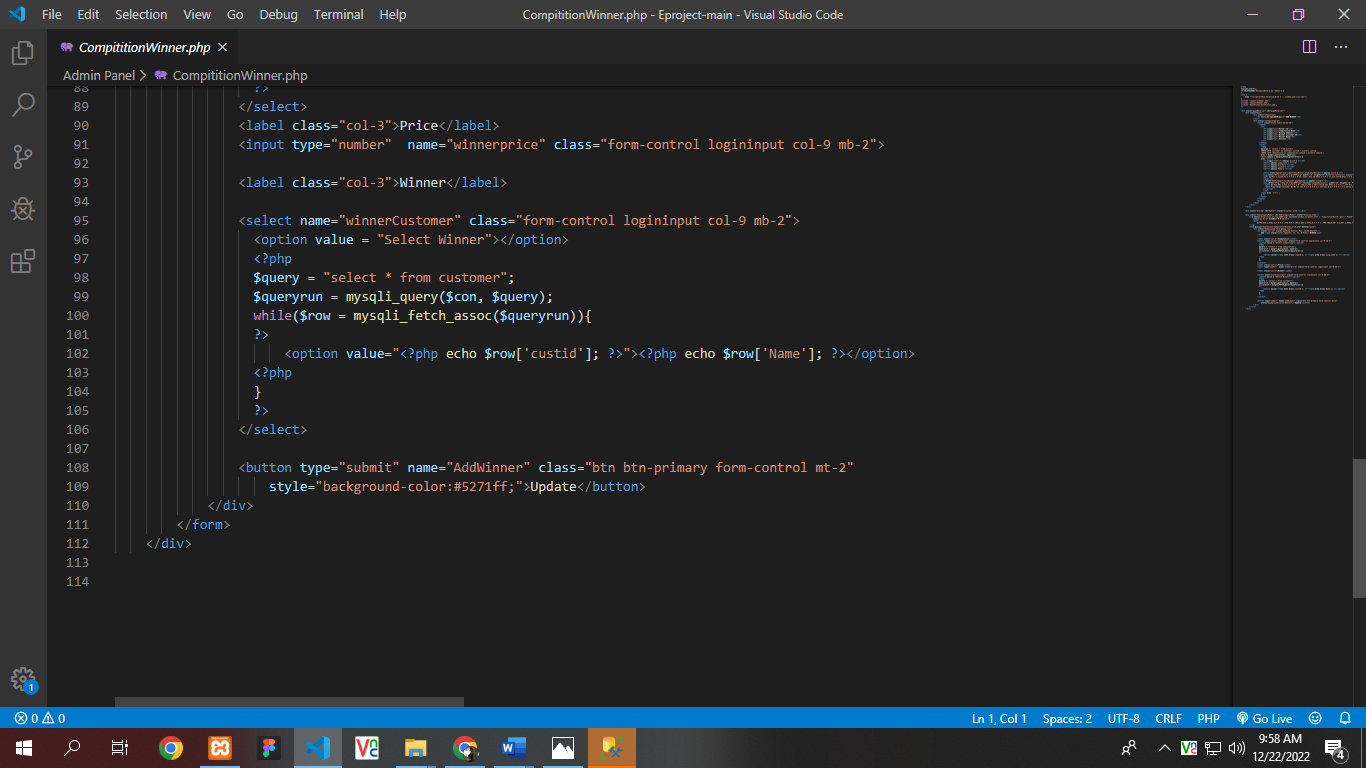 File Edit Selection View Go Debug Terminal Help CompititionWinner.php - Eproject-main - Visual Studio Code
CompititionWinner.php
Admin Panel > CompititionWinner.php
88 ?>
89 </select>
90 <label class="col-3">Price</label>
91 <input type="number"  name="winnerprice" class="form-control logininput col-9 mb-2">
92
93 <label class="col-3">Winner</label>
94
95 <select name="winnerCustomer" class="form-control logininput col-9 mb-2">
96 <option value = "Select Winner"></option>
97 <?php
98 $query = "select * from customer";
99 $queryrun = mysqli_query($con, $query);
100 while($row = mysqli_fetch_assoc($queryrun)){
101 ?>
102 <option value="<?php echo $row['custid']; ?>"><?php echo $row['Name']; ?></option>
103 <?php
104 }
105 ?>
106 </select>
107
108 <button type="submit" name="AddWinner" class="btn btn-primary form-control mt-2"
109 style="background-color:#5271ff;">Update</button>
110 </div>
111 </form>
112 </div>
113
114
1
0 0 Ln 1, Col 1 Spaces: 2 UTF-8 CRLF PHP Go Live
9:58 AM
12/22/2022
4